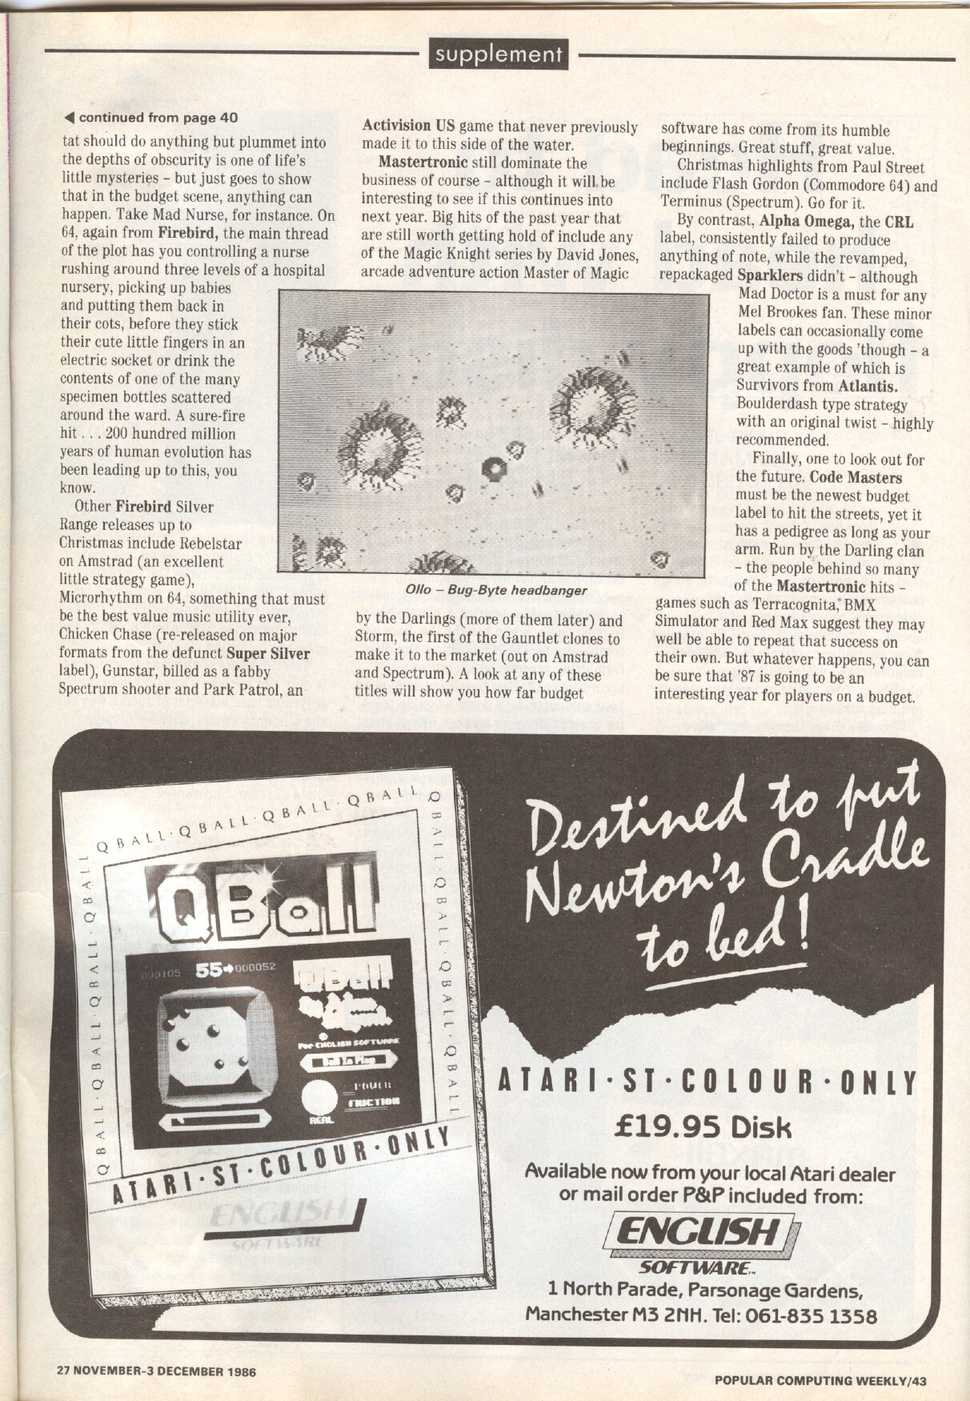 supplement
◀ continued from page 40
tat should do anything but plummet into
the depths of obscurity is one of life's
little mysteries – but just goes to show
that in the budget scene, anything can
happen. Take Mad Nurse, for instance. On
64, again from Firebird, the main thread
of the plot has you controlling a nurse
rushing around three levels of a hospital
nursery, picking up babies
and putting them back in
their cots, before they stick
their cute little fingers in an
electric socket or drink the
contents of one of the many
specimen bottles scattered
around the ward. A sure-fire
hit . . . 200 hundred million
years of human evolution has
been leading up to this, you
know.
Other Firebird Silver
Range releases up to
Christmas include Rebelstar
on Amstrad (an excellent
little strategy game),
Microrhythm on 64, something that must
be the best value music utility ever,
Chicken Chase (re-released on major
formats from the defunct Super Silver
label), Gunstar, billed as a fabby
Spectrum shooter and Park Patrol, an
Activision US game that never previously
made it to this side of the water.
Mastertronic still dominate the
business of course – although it will be
interesting to see if this continues into
next year. Big hits of the past year that
are still worth getting hold of include any
of the Magic Knight series by David Jones,
arcade adventure action Master of Magic
Ollo – Bug-Byte headbanger
by the Darlings (more of them later) and
Storm, the first of the Gauntlet clones to
make it to the market (out on Amstrad
and Spectrum). A look at any of these
titles will show you how far budget
software has come from its humble
beginnings. Great stuff, great value.
Christmas highlights from Paul Street
include Flash Gordon (Commodore 64) and
Terminus (Spectrum). Go for it.
By contrast, Alpha Omega, the CRL
label, consistently failed to produce
anything of note, while the revamped,
repackaged Sparklers didn't – although
Mad Doctor is a must for any
Mel Brookes fan. These minor
labels can occasionally come
up with the goods 'though – a
great example of which is
Survivors from Atlantis.
Boulderdash type strategy
with an original twist – highly
recommended.
Finally, one to look out for
the future. Code Masters
must be the newest budget
label to hit the streets, yet it
has a pedigree as long as your
arm. Run by the Darling clan
– the people behind so many
of the Mastertronic hits –
games such as Terracognita, BMX
Simulator and Red Max suggest they may
well be able to repeat that success on
their own. But whatever happens, you can
be sure that '87 is going to be an
interesting year for players on a budget.
QBALL · QBALL · QBALL · QBALL
QBALL · QBALL · QBALL · QBALL
QBALL · QBALL · QBALL · QBALL
QBall
55 000052
QBall
For ENGLISH SOFTWARE
Ball In Play
POWER
FRICTION
REAL
ATARI · ST · COLOUR · ONLY
ENGLISH
SOFTWARE
Destined to put
Newton's Cradle
to bed!
ATARI · ST · COLOUR · ONLY
£19.95 Disk
Available now from your local Atari dealer
or mail order P&P included from:
ENGLISH
SOFTWARE™
1 North Parade, Parsonage Gardens,
Manchester M3 2NH. Tel: 061-835 1358
27 NOVEMBER-3 DECEMBER 1986
POPULAR COMPUTING WEEKLY/43